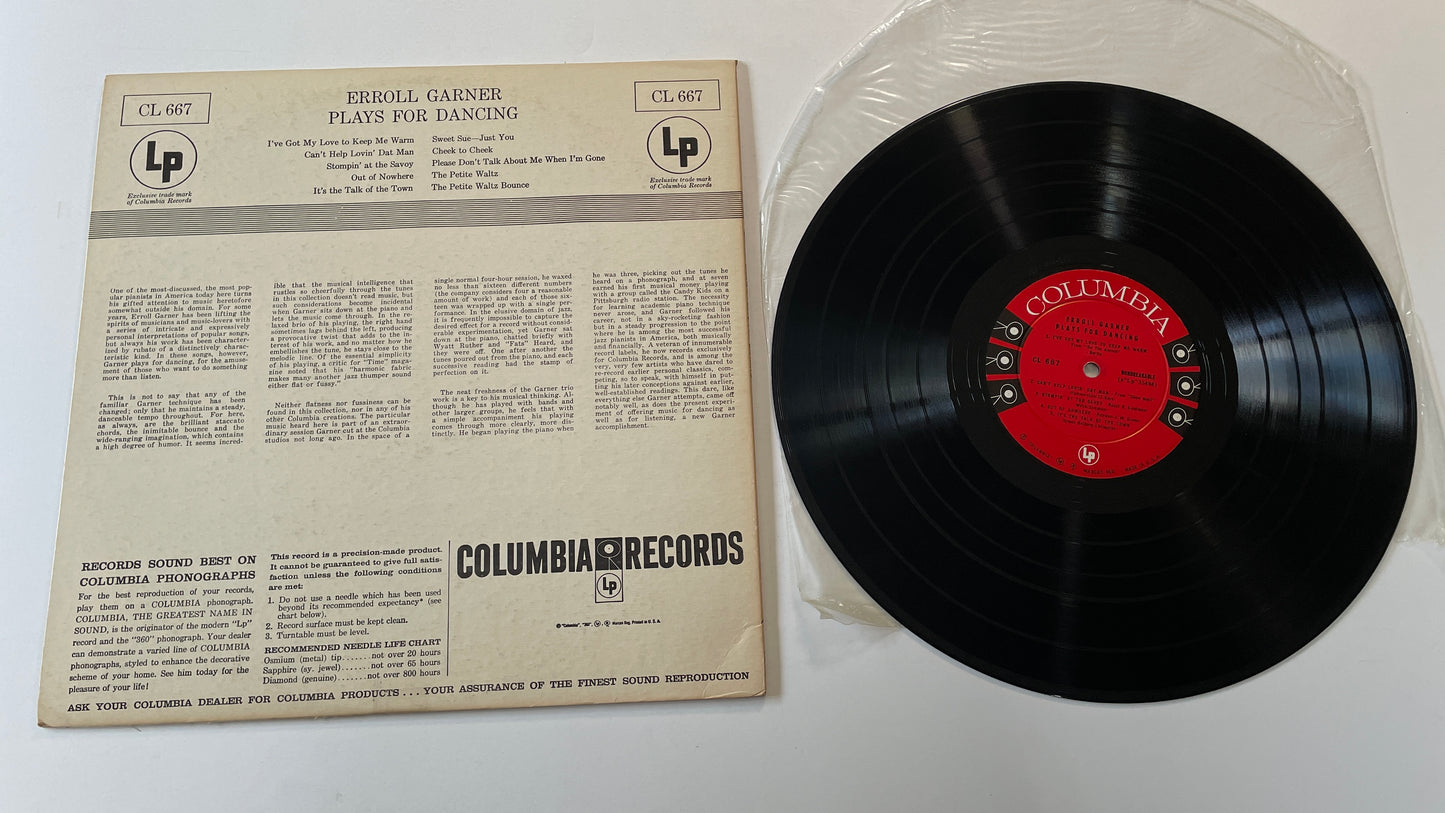 CL 667
ERROLL GARNER
PLAYS FOR DANCING
CL 667
Lp
Exclusive trade mark
of Columbia Records
I've Got My Love to Keep Me Warm
Can't Help Lovin' Dat Man
Stompin' at the Savoy
Out of Nowhere
It's the Talk of the Town
Sweet Sue—Just You
Cheek to Cheek
Please Don't Talk About Me When I'm Gone
The Petite Waltz
The Petite Waltz Bounce
Lp
Exclusive trade mark
of Columbia Records
One of the most-discussed, the most pop-
ular pianists in America today here turns
his gifted attention to music heretofore
somewhat outside his domain. For some
years, Erroll Garner has been lifting the
spirits of musicians and music-lovers with
a series of intricate and expressively
personal interpretations of popular songs,
but always his work has been character-
ized by rubato of a distinctively charac-
teristic kind. In these songs, however,
Garner plays for dancing, for the amuse-
ment of those who want to do something
more than listen.
This is not to say that any of the
familiar Garner technique has been
changed; only that he maintains a steady,
danceable tempo throughout. For here,
as always, are the brilliant staccato
chords, the inimitable bounce and the
wide-ranging imagination, which contains
a high degree of humor. It seems incred-
ible that the musical intelligence that
rustles so cheerfully through the tunes
in this collection doesn't read music, but
such considerations become incidental
when Garner sits down at the piano and
lets the music come through. In the re-
laxed brio of his playing, the right hand
sometimes lags behind the left, producing
a provocative twist that adds to the in-
terest of his work, and no matter how he
embellishes the tune, he stays close to the
melodic line. Of the essential simplicity
of his playing, a critic for "Time" maga-
zine noted that his "harmonic fabric
makes many another jazz thumper sound
either flat or fussy."
Neither flatness nor fussiness can be
found in this collection, nor in any of his
other Columbia creations. The particular
music heard here is part of an extraor-
dinary session Garner cut at the Columbia
studios not long ago. In the space of a
single normal four-hour session, he waxed
no less than sixteen different numbers
(the company considers four a reasonable
amount of work) and each of those six-
teen was wrapped up with a single per-
formance. In the elusive domain of jazz,
it is frequently impossible to capture the
desired effect for a record without consid-
erable experimentation, yet Garner sat
down at the piano, chatted briefly with
Wyatt Ruther and "Fats" Heard, and
they were off. One after another the
tunes poured out from the piano, and each
successive reading had the stamp of
perfection on it.
The neat freshness of the Garner trio
work is a key to his musical thinking. Al-
though he has played with bands and
other larger groups, he feels that with
a simple accompaniment his playing
comes through more clearly, more dis-
tinctly. He began playing the piano when
he was three, picking out the tunes he
heard on a phonograph, and at seven
earned his first musical money playing
with a group called the Candy Kids on a
Pittsburgh radio station. The necessity
for learning academic piano technique
never arose, and Garner followed his
career, not in a sky-rocketing fashion
but in a steady progression to the point
where he is among the most successful
jazz pianists in America, both musically
and financially. A veteran of innumerable
record labels, he now records exclusively
for Columbia Records, and is among the
very, very few artists who have dared to
re-record earlier personal classics, com-
peting, so to speak, with himself in put-
ting his later conceptions against earlier,
well-established readings. This dare, like
everything else Garner attempts, came off
notably well, as does the present experi-
ment of offering music for dancing as
well as for listening, a new Garner
accomplishment.
RECORDS SOUND BEST ON
COLUMBIA PHONOGRAPHS
For the best reproduction of your records,
play them on a COLUMBIA phonograph.
COLUMBIA, THE GREATEST NAME IN
SOUND, is the originator of the modern "Lp"
record and the "360" phonograph. Your dealer
can demonstrate a varied line of COLUMBIA
phonographs, styled to enhance the decorative
scheme of your home. See him today for the
pleasure of your life!
This record is a precision-made product.
It cannot be guaranteed to give full satis-
faction unless the following conditions
are met:
1. Do not use a needle which has been used
beyond its recommended expectancy* (see
chart below).
2. Record surface must be kept clean.
3. Turntable must be level.
RECOMMENDED NEEDLE LIFE CHART
Osmium (metal) tip......not over 20 hours
Sapphire (sy. jewel).......not over 65 hours
Diamond (genuine).......not over 800 hours
COLUMBIA RECORDS
Lp
® "Columbia", "360", Marcas Reg. Printed in U. S. A.
ASK YOUR COLUMBIA DEALER FOR COLUMBIA PRODUCTS . . . YOUR ASSURANCE OF THE FINEST SOUND REPRODUCTION
COLUMBIA
ERROLL GARNER
PLAYS FOR DANCING
CL 667
Lp